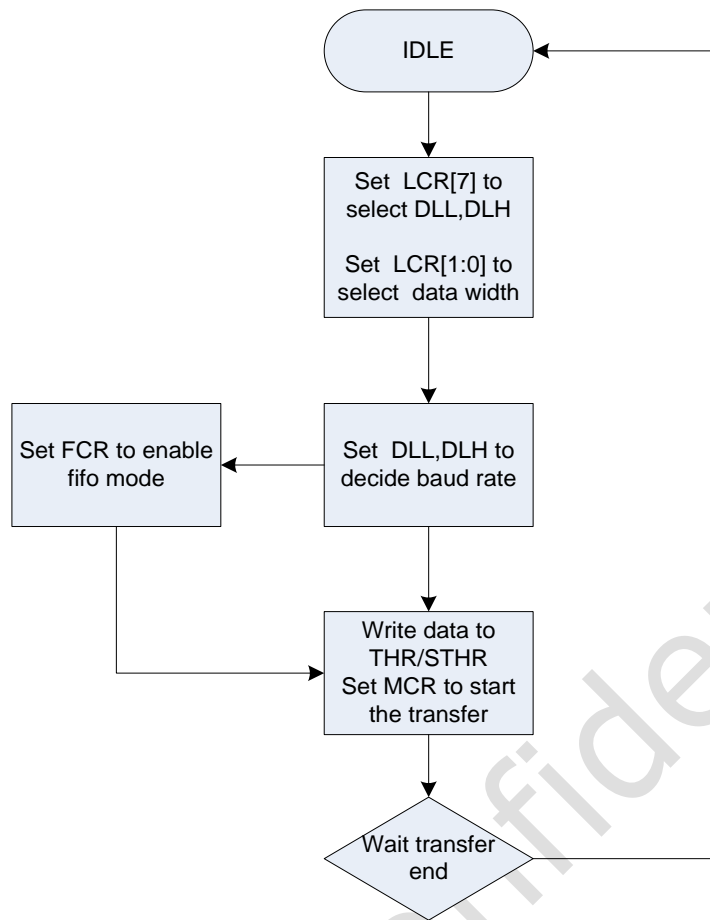 IDLE
Set LCR[7] to
select DLL,DLH
Set LCR[1:0] to
select data width
Set FCR to enable
fifo mode
Set DLL,DLH to
decide baud rate
Write data to
THR/STHR
Set MCR to start
the transfer
Wait transfer
end